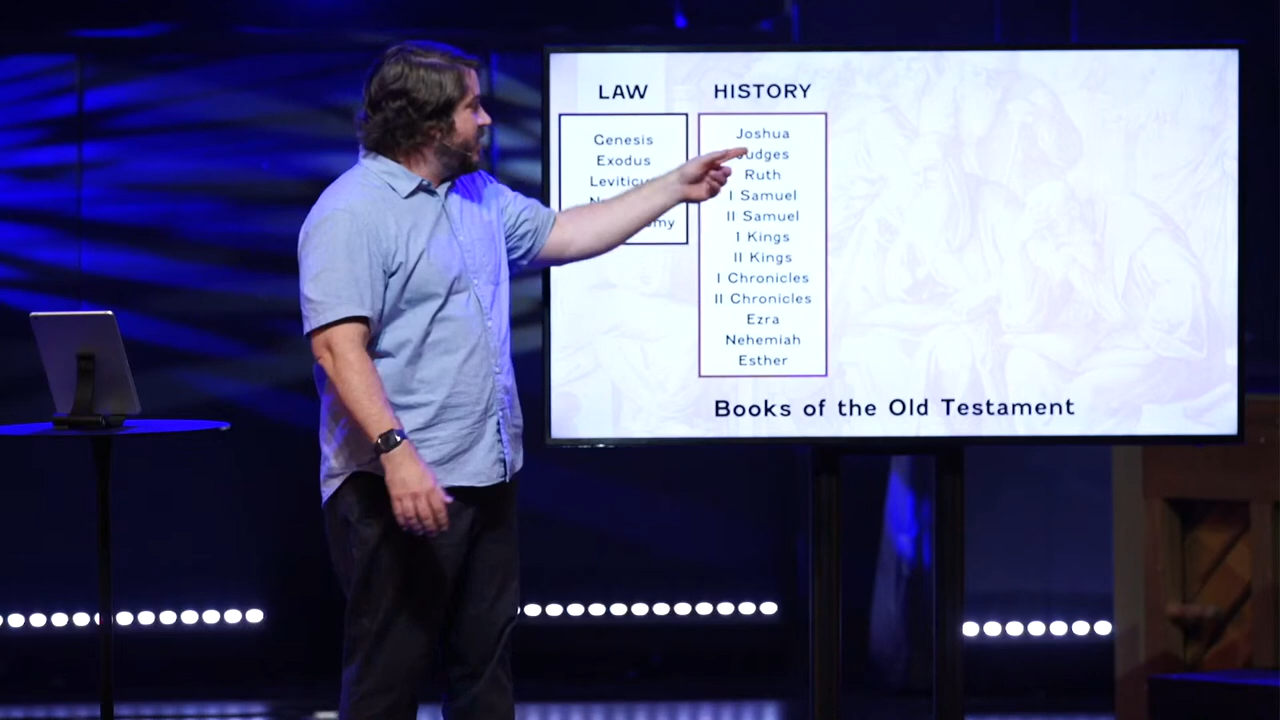 LAW
Genesis
Exodus
HISTORY
Joshua
Judges
Ruth
I Samuel
II Samuel
I Kings
II Kings
I Chronicles
II Chronicles
Ezra
Nehemiah
Esther
Books of the Old Testament